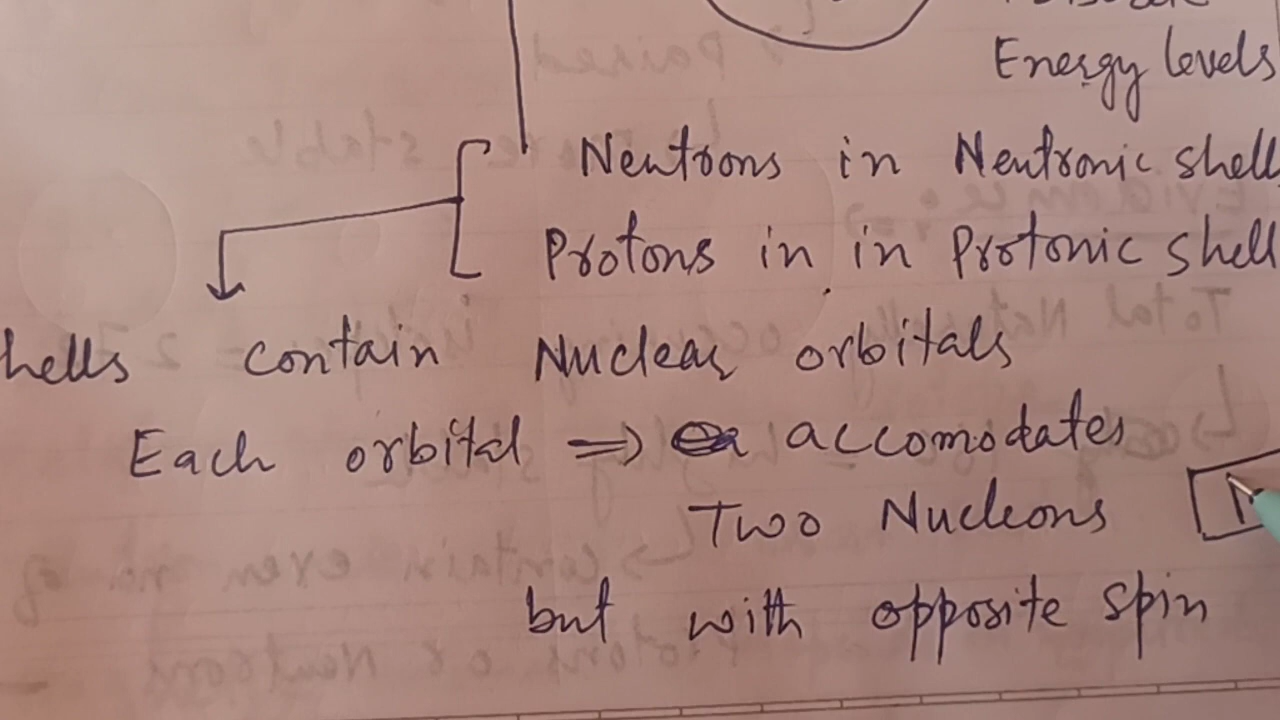 Energy levels
Neutrons in Neutronic shell
Protons in in Protonic shell
hells contain Nuclear orbitals
Each orbital => accomodates
Two Nucleons
but with opposite spin